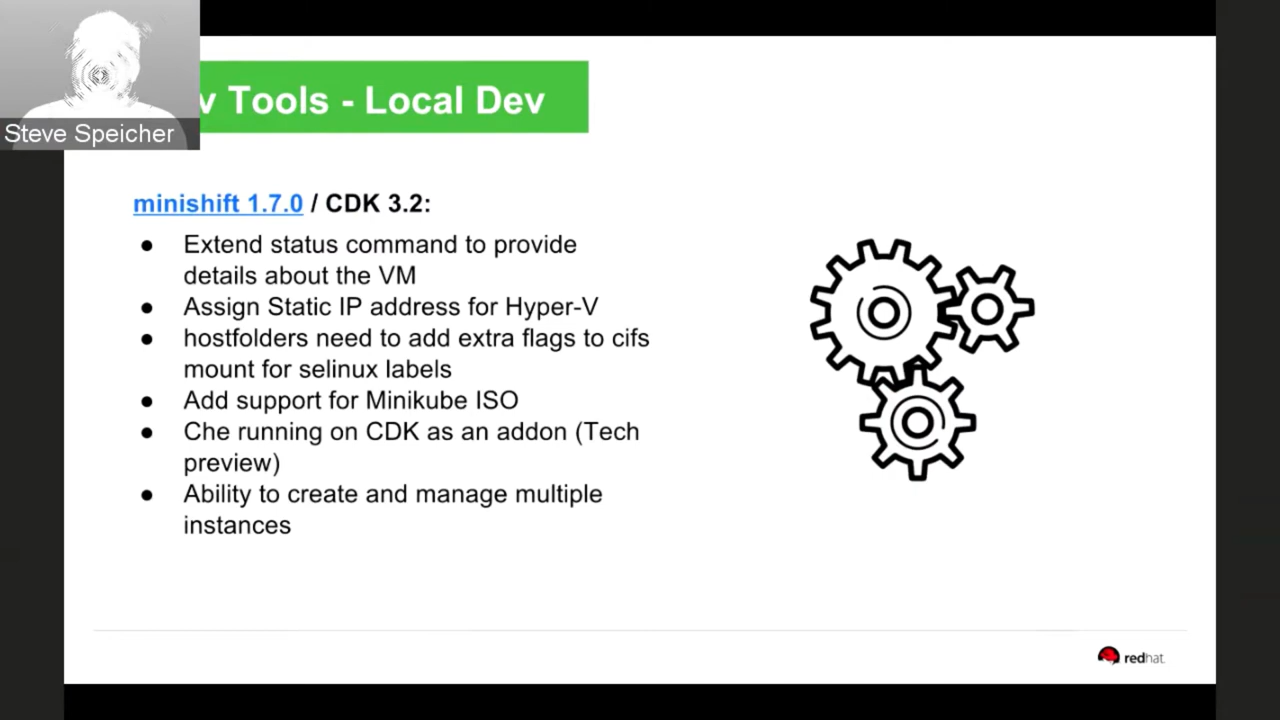 v Tools - Local Dev
Steve Speicher
minishift 1.7.0 / CDK 3.2:
● Extend status command to provide
details about the VM
● Assign Static IP address for Hyper-V
● hostfolders need to add extra flags to cifs
mount for selinux labels
● Add support for Minikube ISO
● Che running on CDK as an addon (Tech
preview)
● Ability to create and manage multiple
instances
redhat.